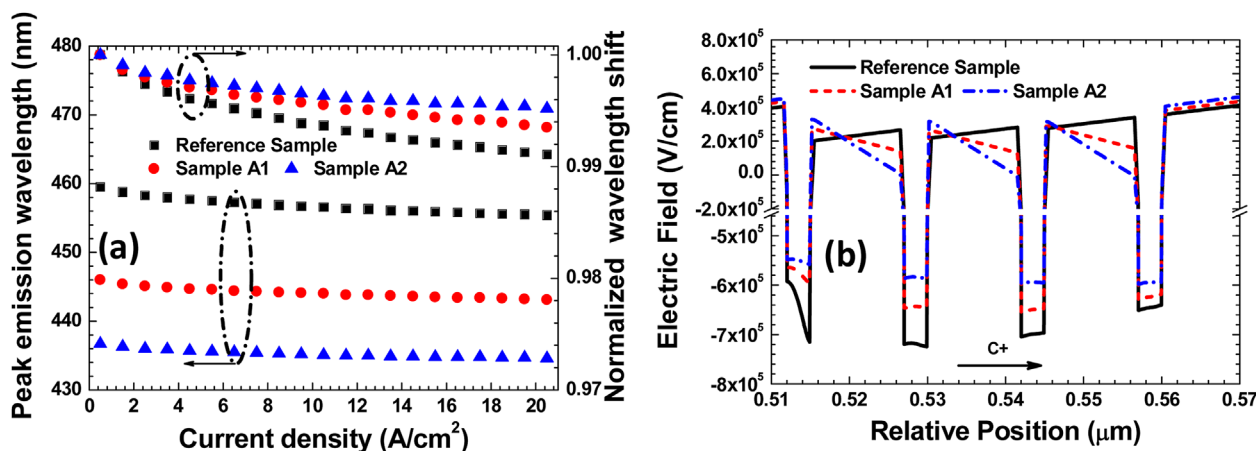 480
470
460
450
440
430
Peak emission wavelength (nm)
1.00
0.99
0.98
0.97
Normalized wavelength shift
Reference Sample
Sample A1
Sample A2
(a)
0 2 4 6 8 10 12 14 16 18 20
Current density (A/cm²)
8.0x10⁵
6.0x10⁵
4.0x10⁵
2.0x10⁵
0.0
-2.0x10⁵
-6x10⁵
-7x10⁵
-8x10⁵
Electric Field (V/cm)
Reference Sample
Sample A1
Sample A2
(b)
C+
0.51 0.52 0.53 0.54 0.55 0.56 0.57
Relative Position (μm)